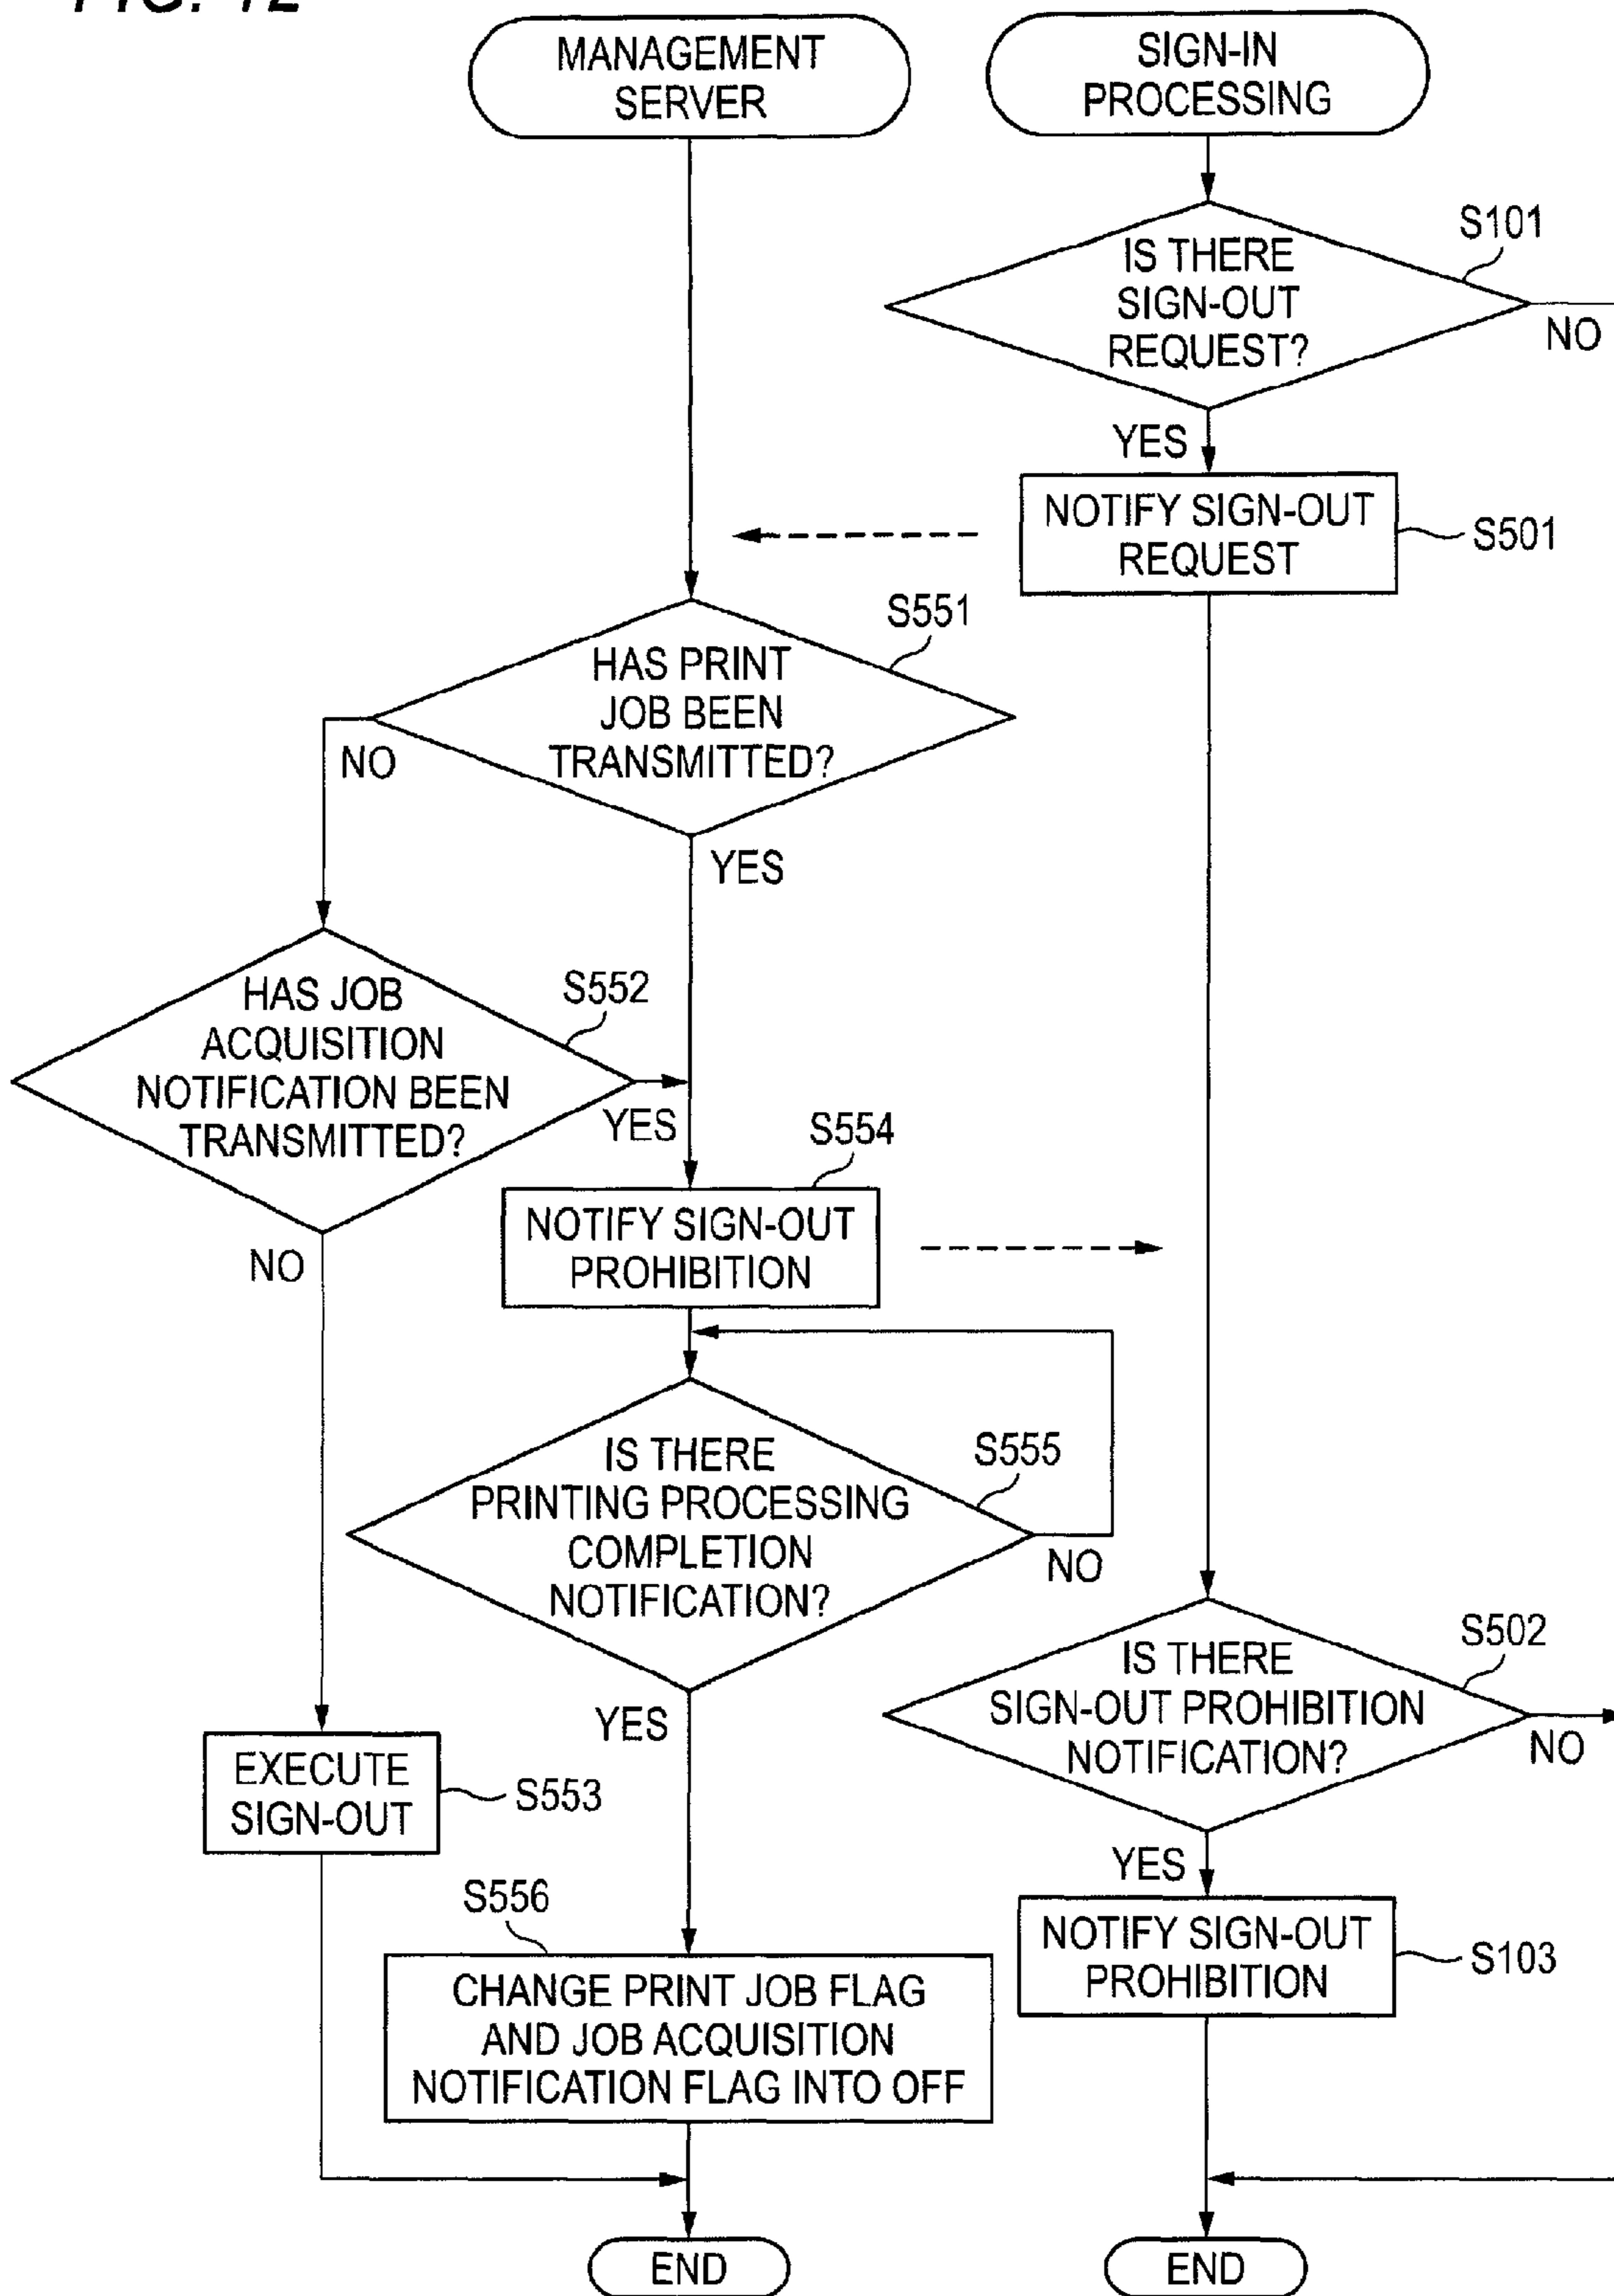 MANAGEMENT
SERVER
SIGN-IN
PROCESSING
IS THERE
SIGN-OUT
REQUEST?
S101
NO
YES
NOTIFY SIGN-OUT
REQUEST
S501
HAS PRINT
JOB BEEN
TRANSMITTED?
S551
NO
YES
HAS JOB
ACQUISITION
NOTIFICATION BEEN
TRANSMITTED?
S552
YES
NO
S554
NOTIFY SIGN-OUT
PROHIBITION
IS THERE
PRINTING PROCESSING
COMPLETION
NOTIFICATION?
S555
NO
YES
IS THERE
SIGN-OUT PROHIBITION
NOTIFICATION?
S502
NO
YES
EXECUTE
SIGN-OUT
S553
S556
CHANGE PRINT JOB FLAG
AND JOB ACQUISITION
NOTIFICATION FLAG INTO OFF
NOTIFY SIGN-OUT
PROHIBITION
S103
END
END